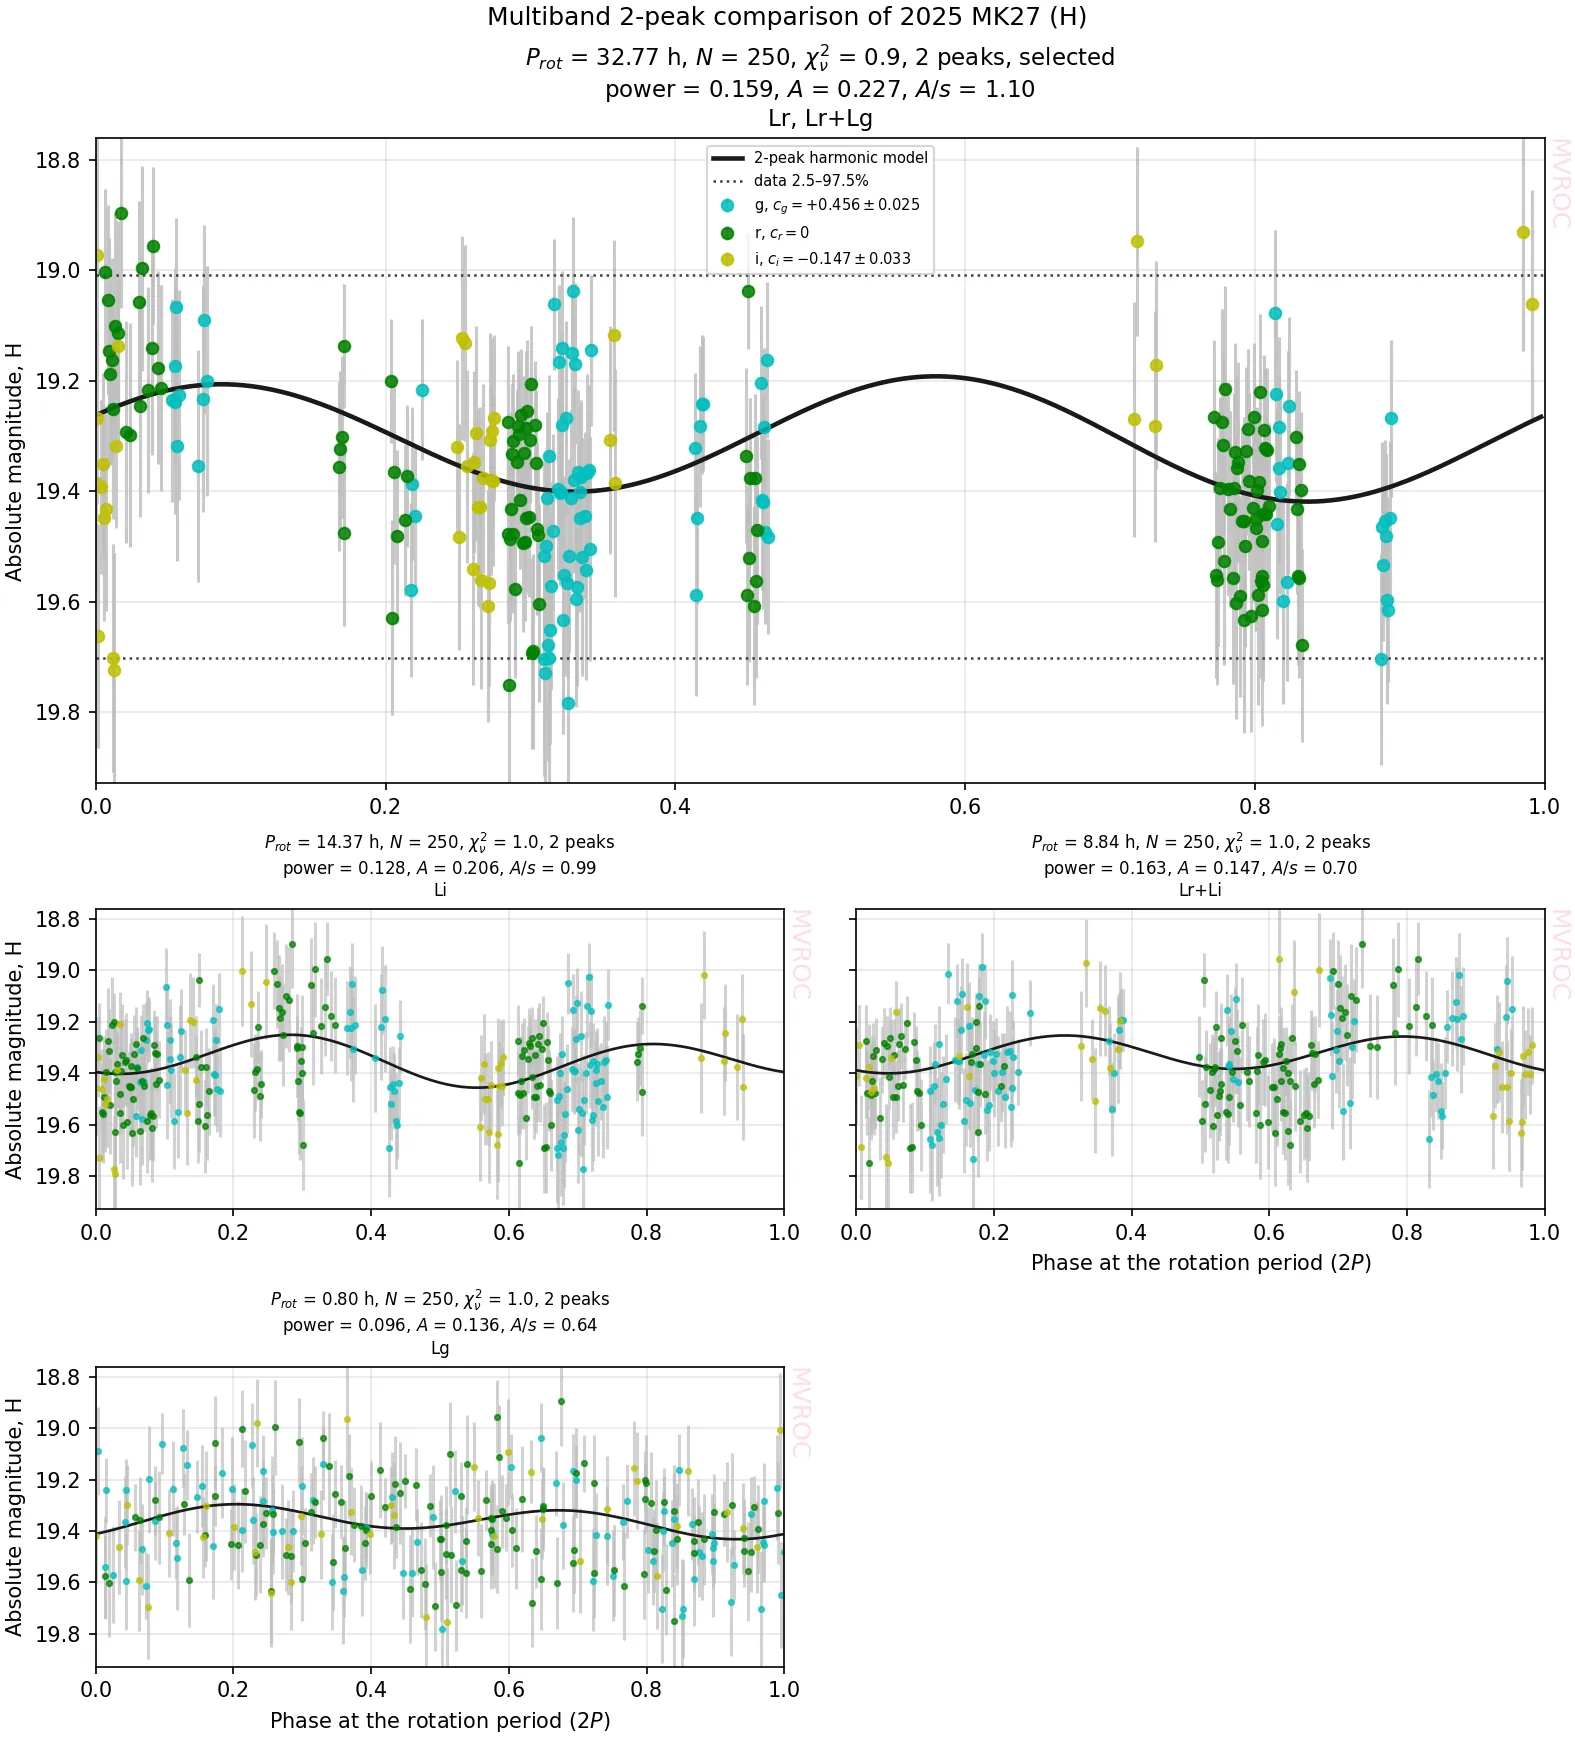 Multiband 2-peak comparison of 2025 MK27 (H)
P_rot = 32.77 h, N = 250, χ²_ν = 0.9, 2 peaks, selected
power = 0.159, A = 0.227, A/s = 1.10
Lr, Lr+Lg
MVROC
Absolute magnitude, H
18.8
19.0
19.2
19.4
19.6
19.8
2-peak harmonic model
data 2.5–97.5%
g, c_g = +0.456 ± 0.025
r, c_r = 0
i, c_i = −0.147 ± 0.033
0.0 0.2 0.4 0.6 0.8 1.0
P_rot = 14.37 h, N = 250, χ²_ν = 1.0, 2 peaks
power = 0.128, A = 0.206, A/s = 0.99
Li
MVROC
Absolute magnitude, H
18.8
19.0
19.2
19.4
19.6
19.8
0.0 0.2 0.4 0.6 0.8 1.0
P_rot = 8.84 h, N = 250, χ²_ν = 1.0, 2 peaks
power = 0.163, A = 0.147, A/s = 0.70
Lr+Li
MVROC
0.0 0.2 0.4 0.6 0.8 1.0
Phase at the rotation period (2P)
P_rot = 0.80 h, N = 250, χ²_ν = 1.0, 2 peaks
power = 0.096, A = 0.136, A/s = 0.64
Lg
MVROC
Absolute magnitude, H
18.8
19.0
19.2
19.4
19.6
19.8
0.0 0.2 0.4 0.6 0.8 1.0
Phase at the rotation period (2P)